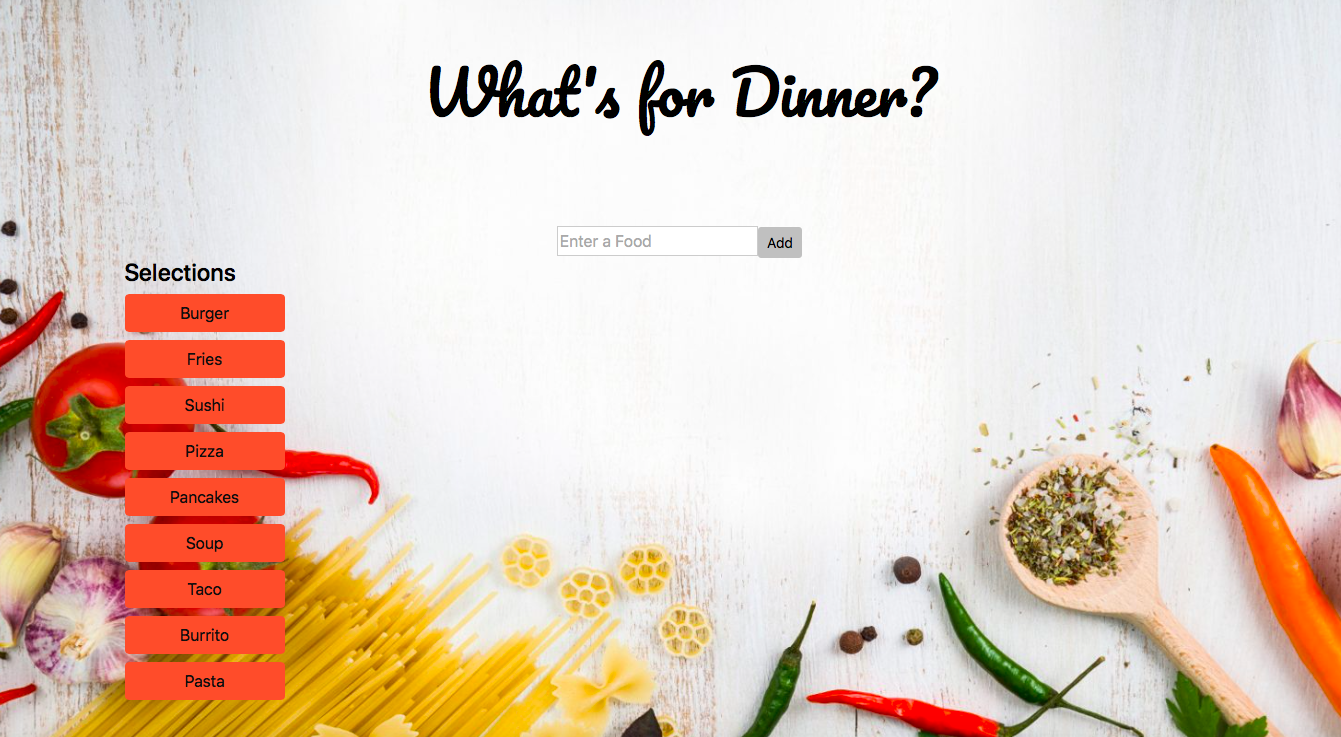 What's for Dinner?
Enter a Food Add
Selections
Burger
Fries
Sushi
Pizza
Pancakes
Soup
Taco
Burrito
Pasta